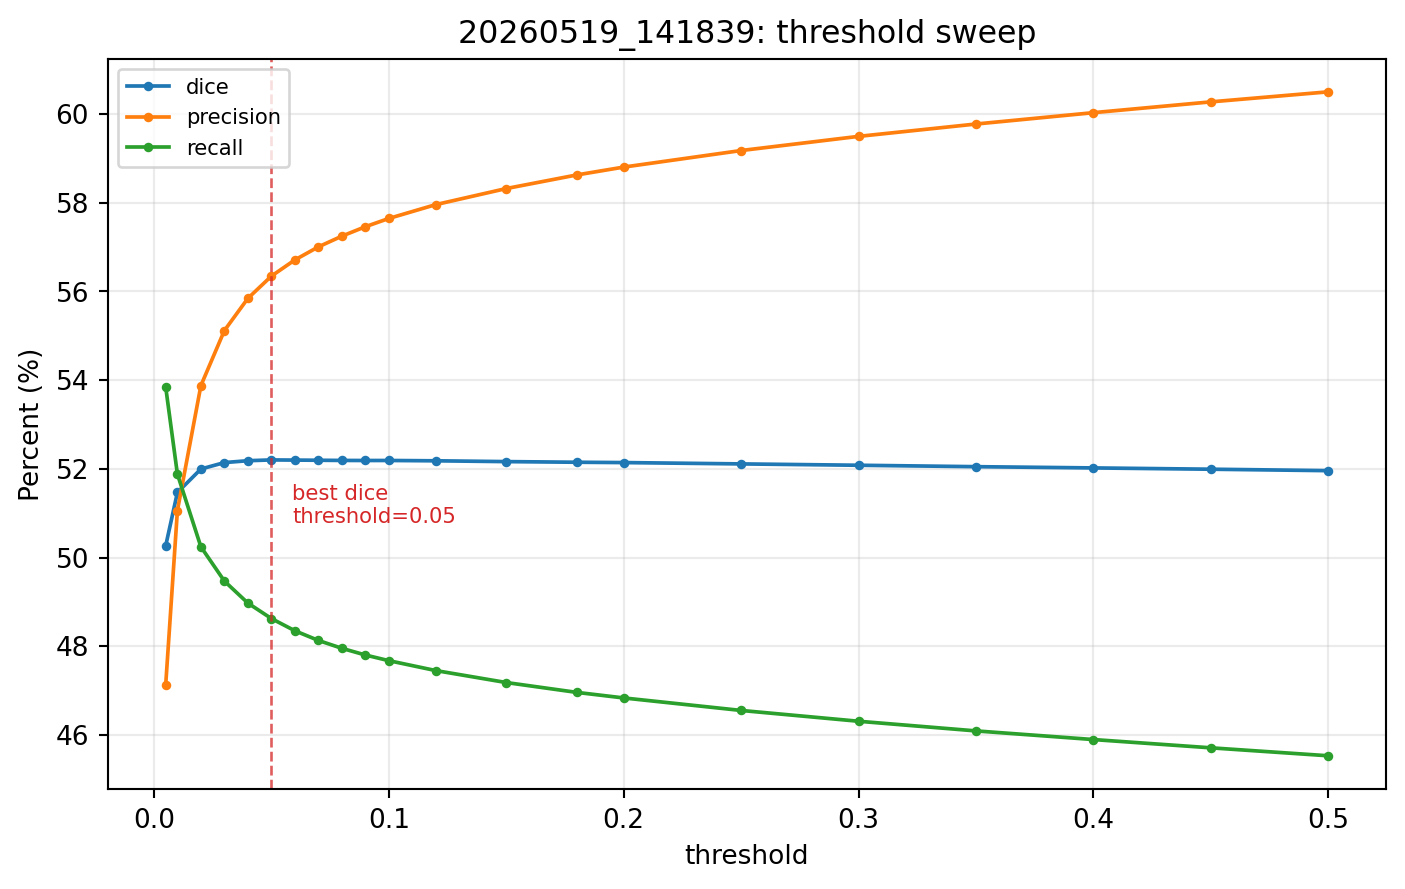 20260519_141839: threshold sweep
dice
precision
recall
Percent (%)
60
58
56
54
52
50
48
46
best dice
threshold=0.05
0.0 0.1 0.2 0.3 0.4 0.5
threshold